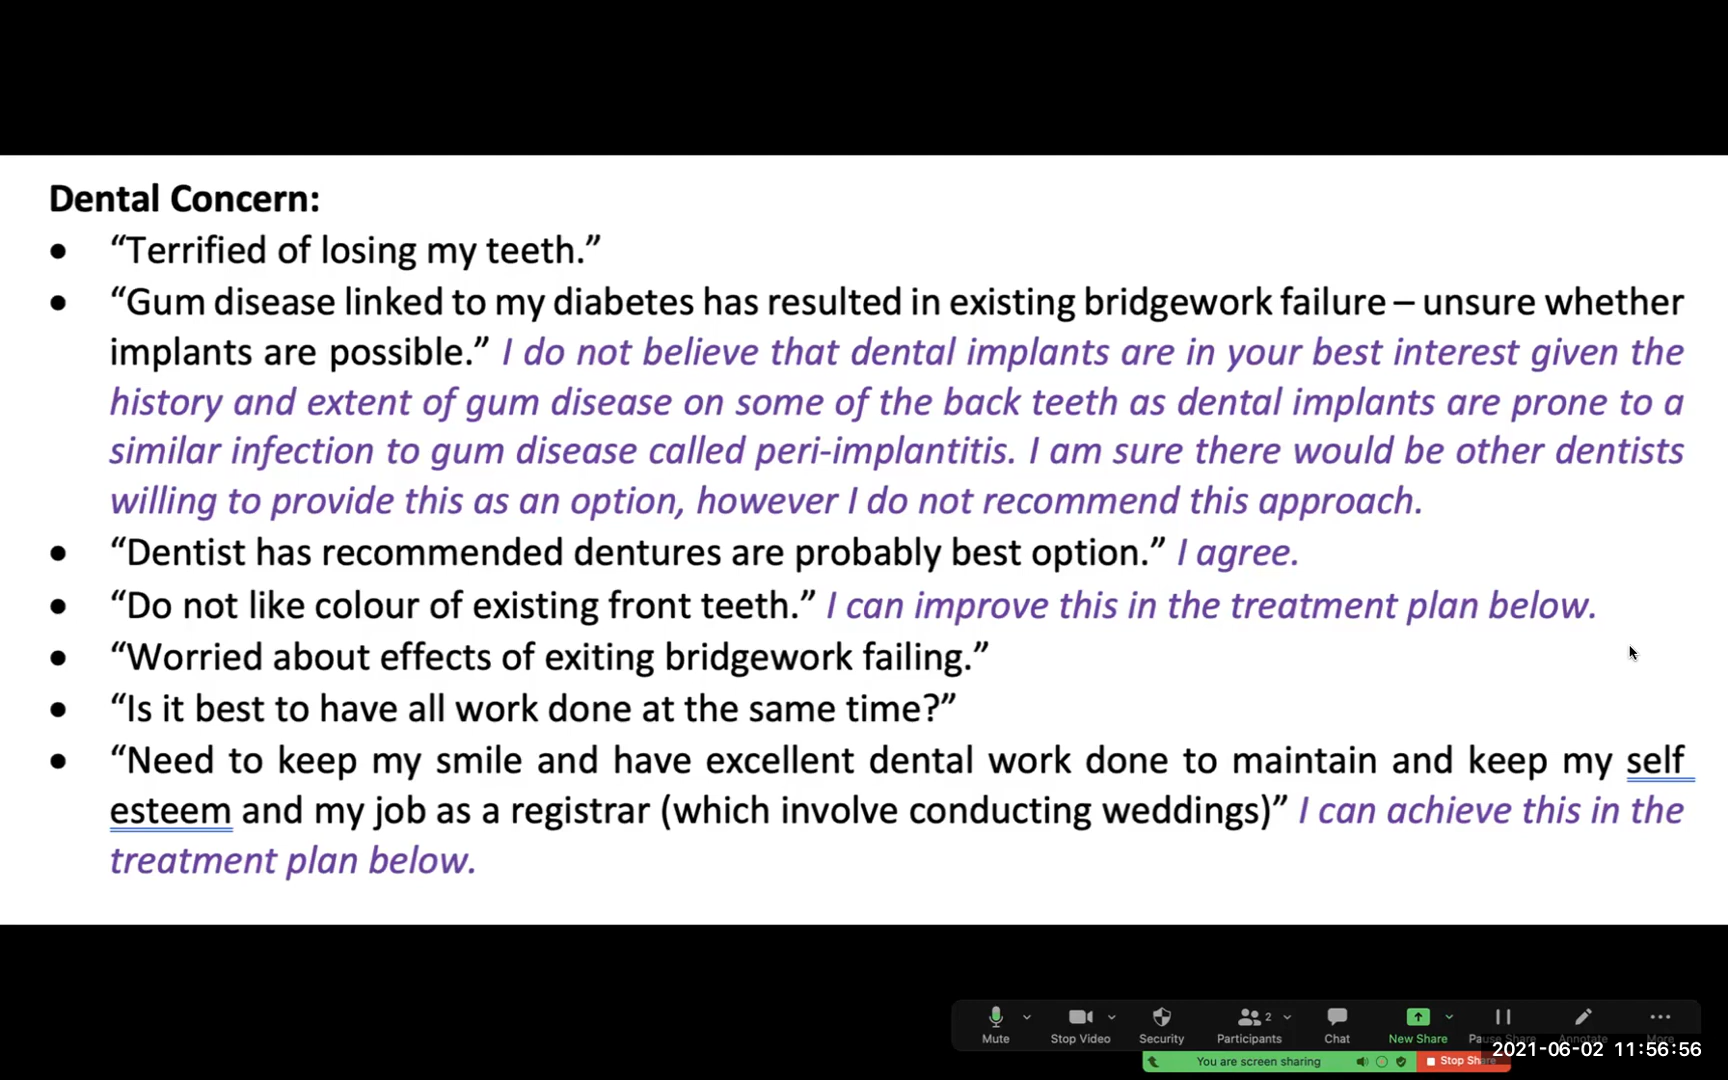 Dental Concern:
• “Terrified of losing my teeth.”
• “Gum disease linked to my diabetes has resulted in existing bridgework failure – unsure whether
implants are possible.” I do not believe that dental implants are in your best interest given the
history and extent of gum disease on some of the back teeth as dental implants are prone to a
similar infection to gum disease called peri-implantitis. I am sure there would be other dentists
willing to provide this as an option, however I do not recommend this approach.
• “Dentist has recommended dentures are probably best option.” I agree.
• “Do not like colour of existing front teeth.” I can improve this in the treatment plan below.
• “Worried about effects of exiting bridgework failing.”
• “Is it best to have all work done at the same time?”
• “Need to keep my smile and have excellent dental work done to maintain and keep my self
esteem and my job as a registrar (which involve conducting weddings)” I can achieve this in the
treatment plan below.
2
Mute Stop Video Security Participants Chat New Share Pause Share Annotate More
2021-06-02 11:56:56
You are screen sharing Stop Share